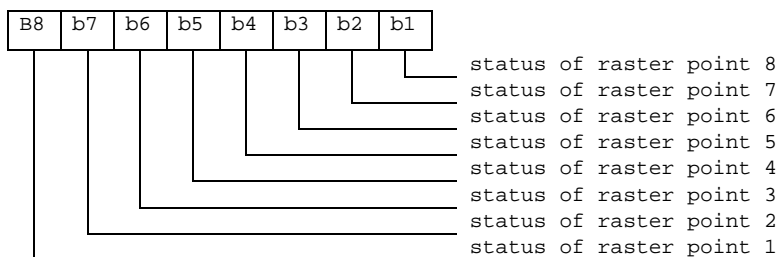 B8 b7 b6 b5 b4 b3 b2 b1
status of raster point 8
status of raster point 7
status of raster point 6
status of raster point 5
status of raster point 4
status of raster point 3
status of raster point 2
status of raster point 1